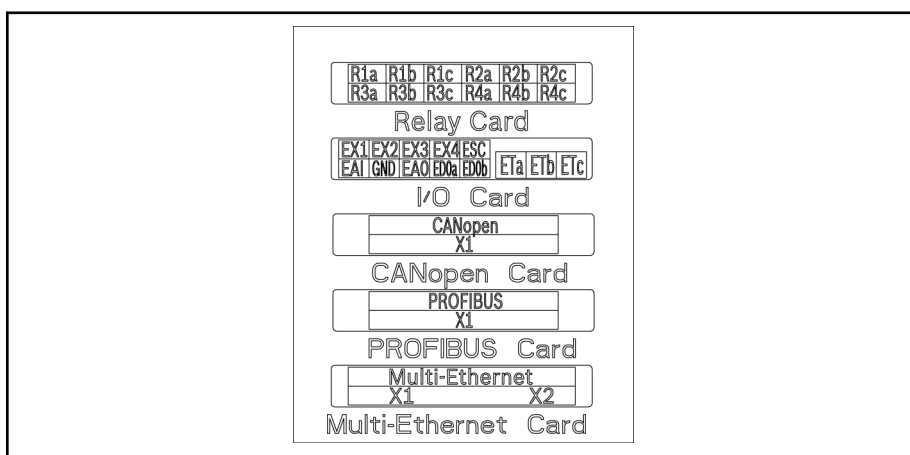 R1a R1b R1c R2a R2b R2c
R3a R3b R3c R4a R4b R4c
Relay Card
EX1 EX2 EX3 EX4 ESC
EAI GND EAO EDOa EDOb ETa ETb ETc
I/O Card
CANopen
X1
CANopen Card
PROFIBUS
X1
PROFIBUS Card
Multi-Ethernet
X1 X2
Multi-Ethernet Card